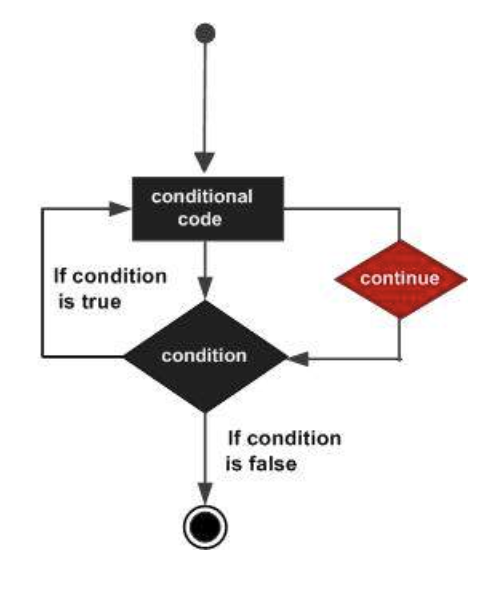 conditional
code
If condition
is true
continue
condition
If condition
is false